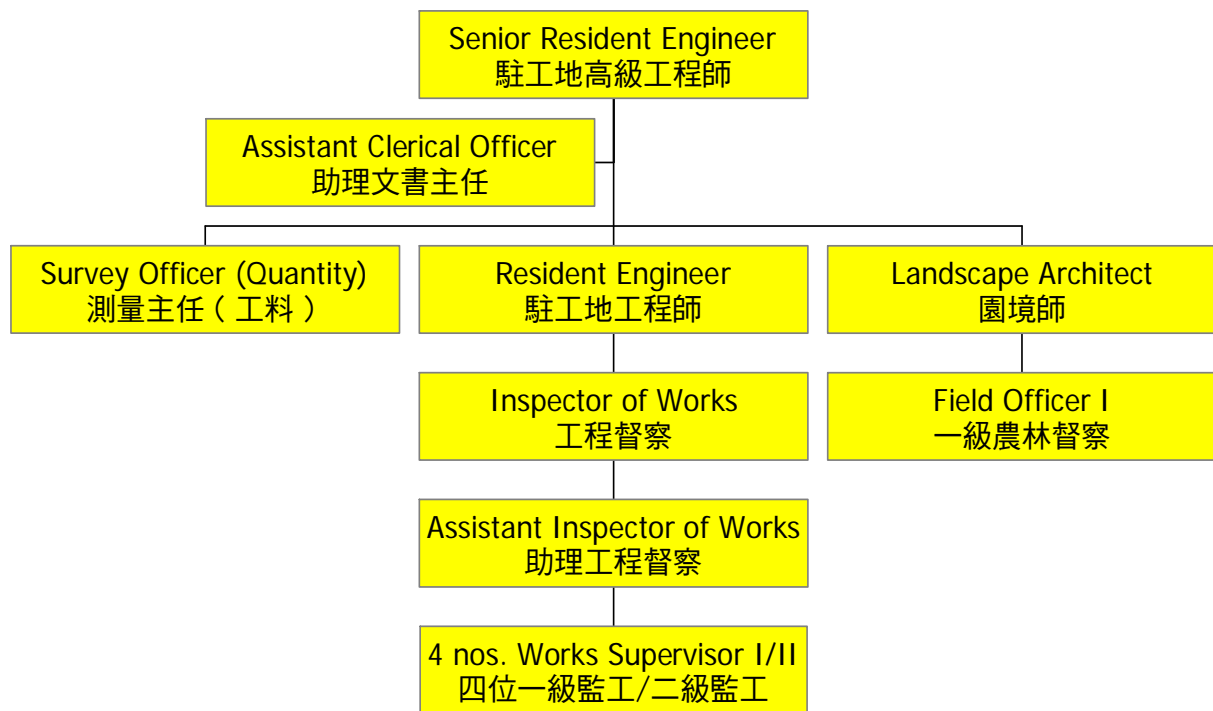 Senior Resident Engineer
駐工地高級工程師
Assistant Clerical Officer
助理文書主任
Survey Officer (Quantity)
測量主任（工料）
Resident Engineer
駐工地工程師
Landscape Architect
園境師
Inspector of Works
工程督察
Field Officer I
一級農林督察
Assistant Inspector of Works
助理工程督察
4 nos. Works Supervisor I/II
四位一級監工/二級監工